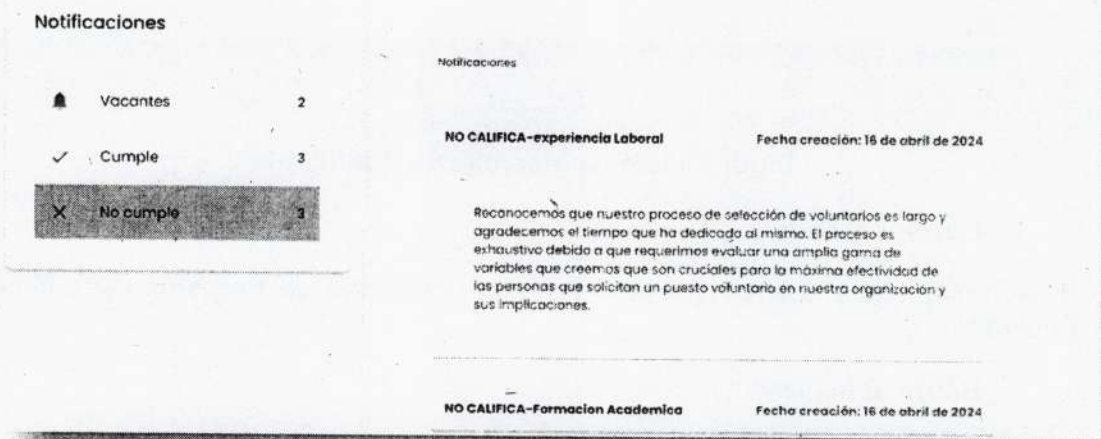 Notificaciones
Vacantes 2
Cumple 3
No cumple 3
Notificaciones
NO CALIFICA-experiencia Laboral Fecha creación: 16 de abril de 2024
Reconocemos que nuestro proceso de selección de voluntarios es largo y
agradecemos el tiempo que ha dedicado al mismo. El proceso es
exhaustivo debido a que requerimos evaluar una amplia gama de
variables que creemos que son cruciales para la máxima efectividad de
las personas que solicitan un puesto voluntario en nuestra organización y
sus implicaciones.
NO CALIFICA-Formacion Academica Fecha creación: 16 de abril de 2024